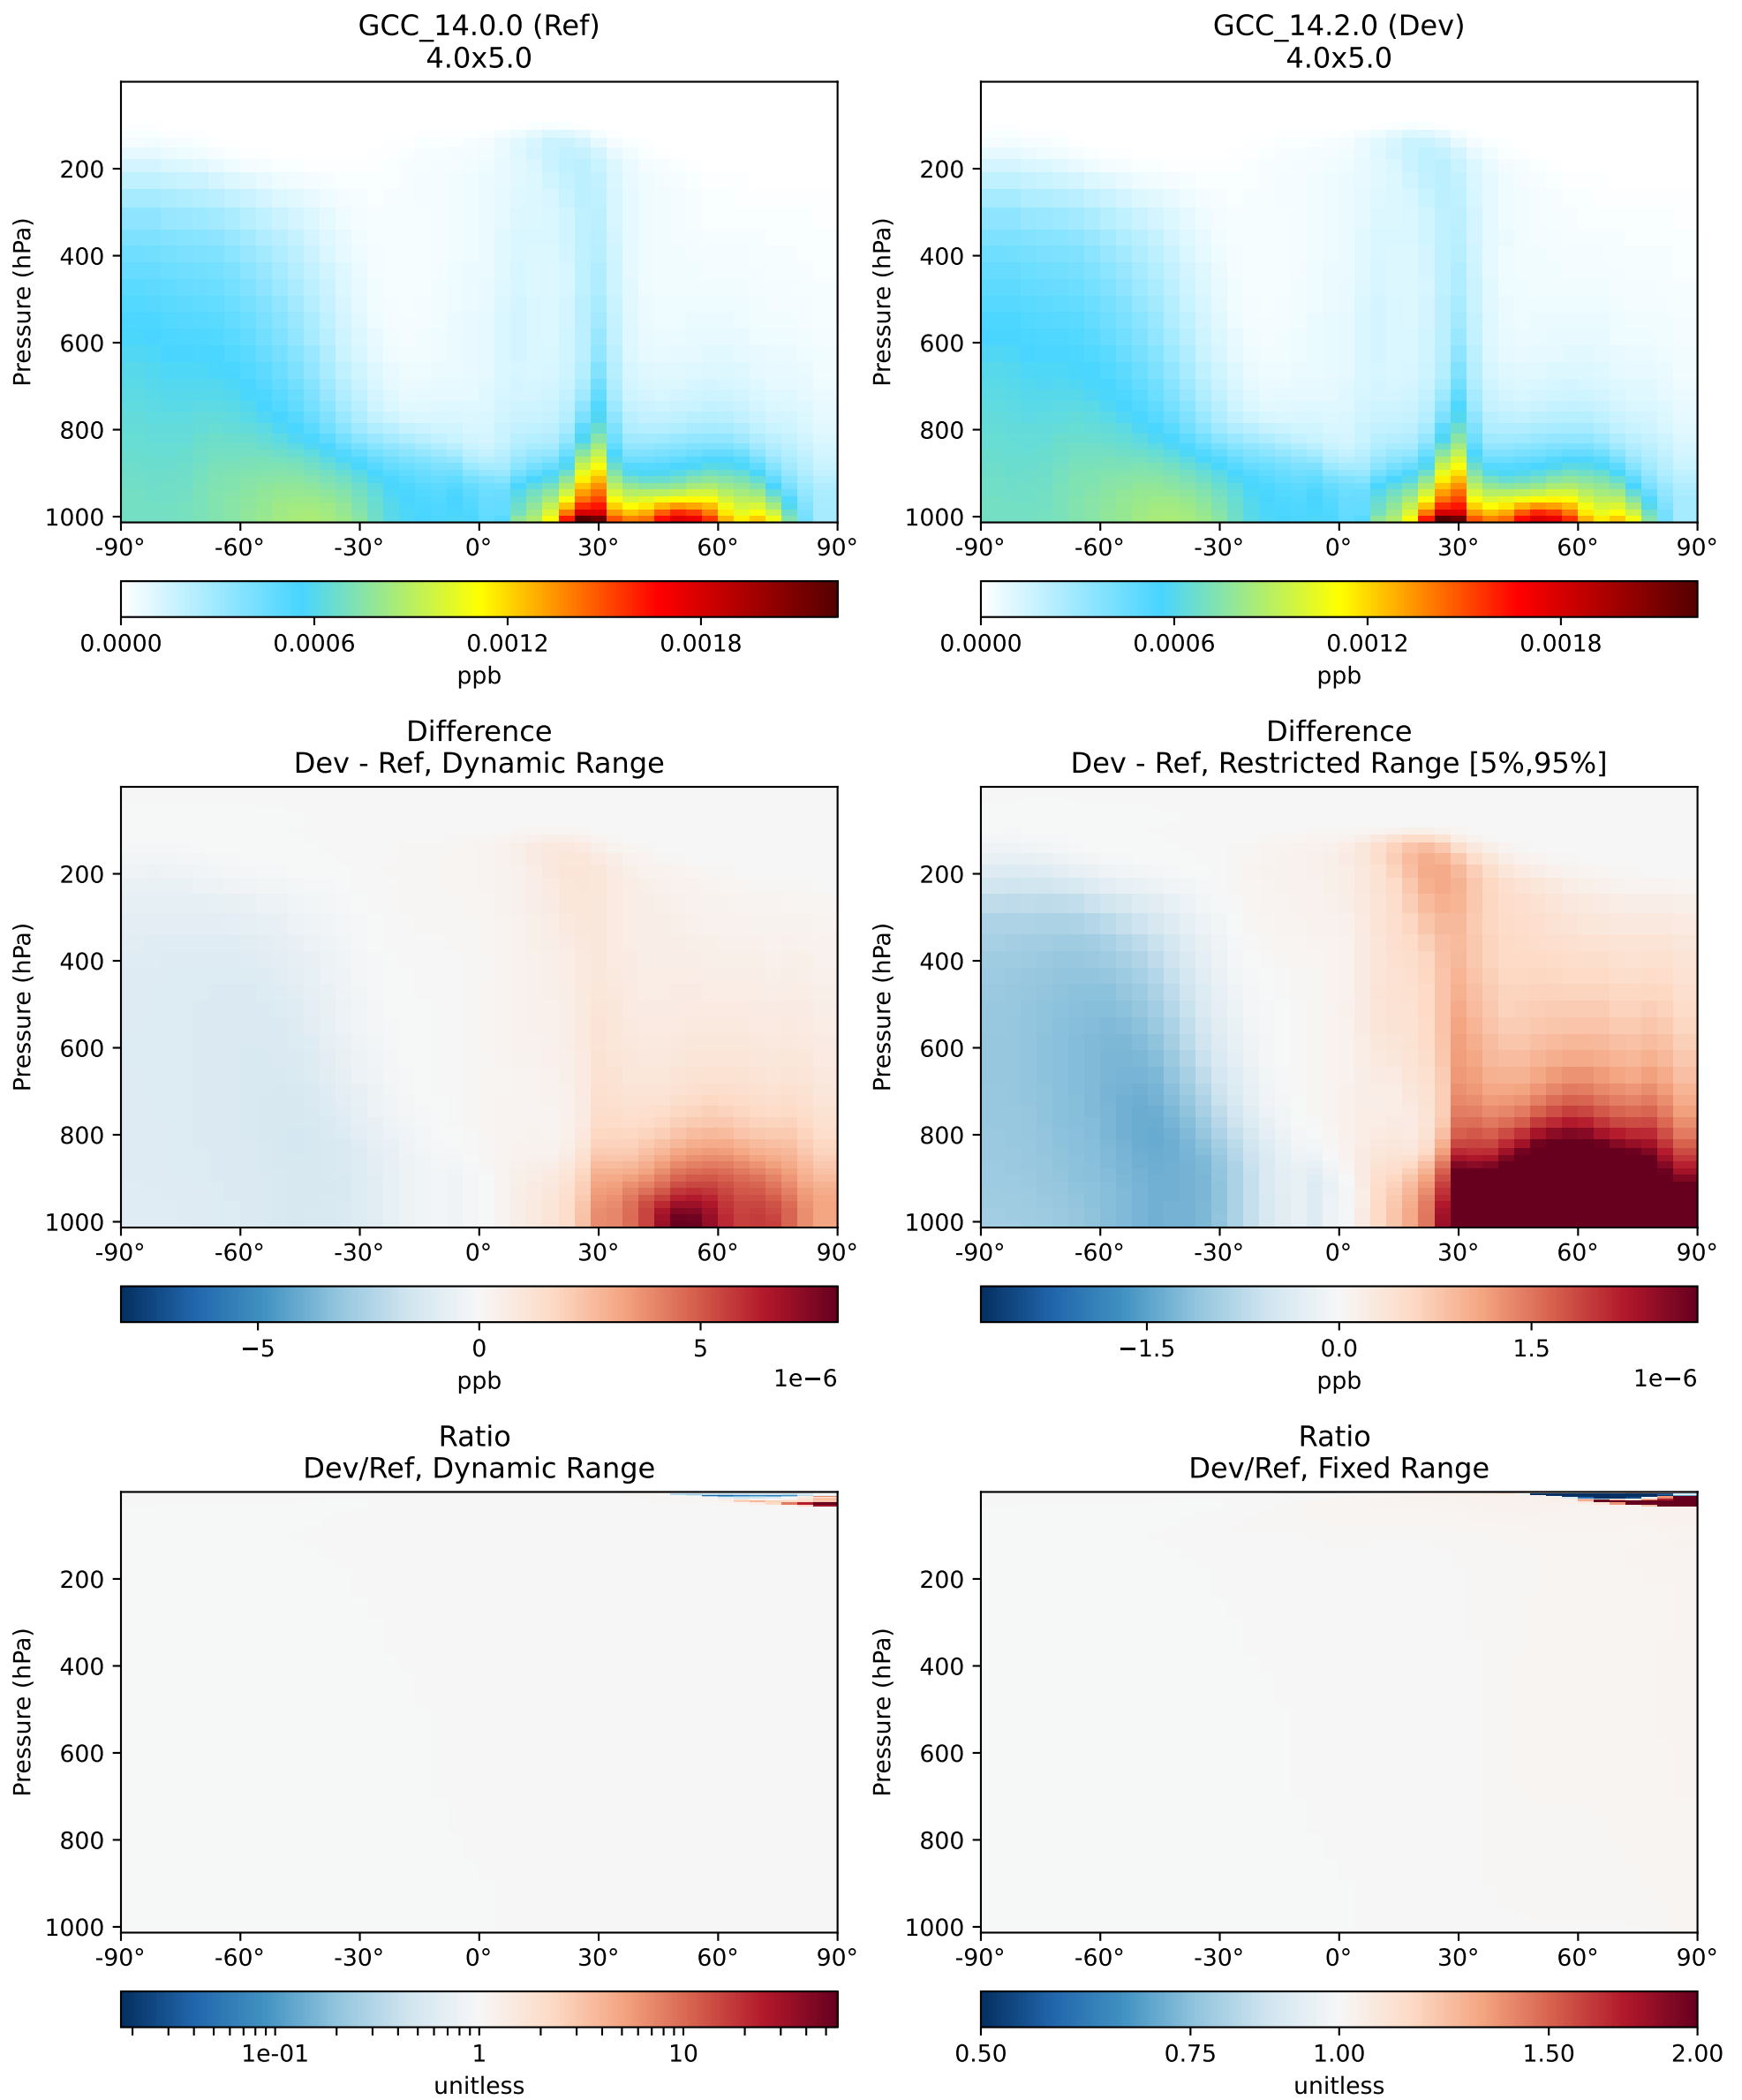 GCC_14.0.0 (Ref)
4.0x5.0
GCC_14.2.0 (Dev)
4.0x5.0
Pressure (hPa)
200
400
600
800
1000
-90° -60° -30° 0° 30° 60° 90°
0.0000 0.0006 0.0012 0.0018
ppb
Pressure (hPa)
200
400
600
800
1000
-90° -60° -30° 0° 30° 60° 90°
0.0000 0.0006 0.0012 0.0018
ppb
Difference
Dev - Ref, Dynamic Range
Pressure (hPa)
200
400
600
800
1000
-90° -60° -30° 0° 30° 60° 90°
−5 0 5
ppb
1e−6
Difference
Dev - Ref, Restricted Range [5%,95%]
Pressure (hPa)
200
400
600
800
1000
-90° -60° -30° 0° 30° 60° 90°
−1.5 0.0 1.5
ppb
1e−6
Ratio
Dev/Ref, Dynamic Range
Pressure (hPa)
200
400
600
800
1000
-90° -60° -30° 0° 30° 60° 90°
1e-01 1 10
unitless
Ratio
Dev/Ref, Fixed Range
Pressure (hPa)
200
400
600
800
1000
-90° -60° -30° 0° 30° 60° 90°
0.50 0.75 1.00 1.50 2.00
unitless